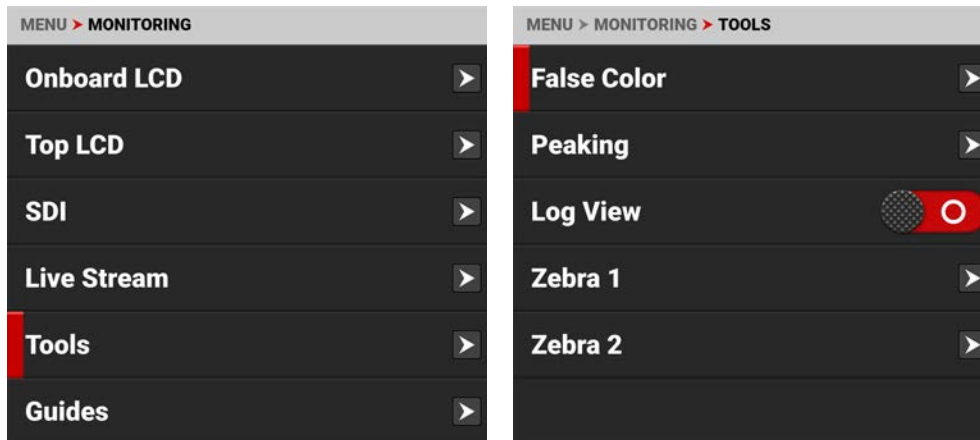 MENU > MONITORING
Onboard LCD
Top LCD
SDI
Live Stream
Tools
Guides
MENU > MONITORING > TOOLS
False Color
Peaking
Log View
Zebra 1
Zebra 2